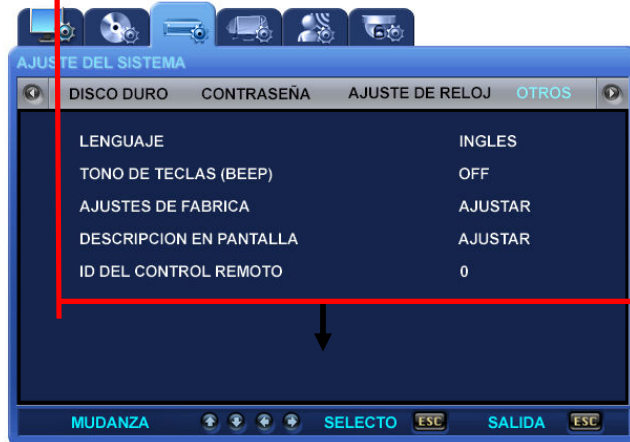 AJUSTE DEL SISTEMA
DISCO DURO CONTRASEÑA AJUSTE DE RELOJ OTROS
LENGUAJE INGLES
TONO DE TECLAS (BEEP) OFF
AJUSTES DE FABRICA AJUSTAR
DESCRIPCION EN PANTALLA AJUSTAR
ID DEL CONTROL REMOTO 0
MUDANZA SELECTO ESC SALIDA ESC